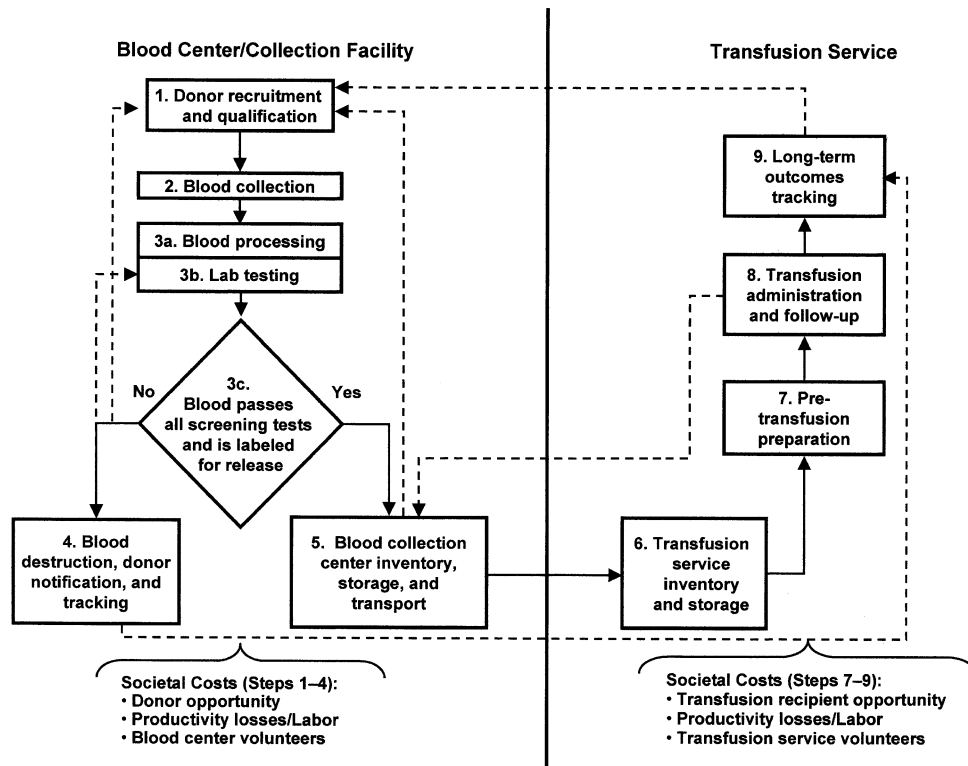 Blood Center/Collection Facility
Transfusion Service
1. Donor recruitment
and qualification
2. Blood collection
3a. Blood processing
3b. Lab testing
3c.
Blood passes
all screening tests
and is labeled
for release
No
Yes
4. Blood
destruction, donor
notification, and
tracking
5. Blood collection
center inventory,
storage, and
transport
6. Transfusion
service
inventory
and storage
7. Pre-
transfusion
preparation
8. Transfusion
administration
and follow-up
9. Long-term
outcomes
tracking
Societal Costs (Steps 1–4):
• Donor opportunity
• Productivity losses/Labor
• Blood center volunteers
Societal Costs (Steps 7–9):
• Transfusion recipient opportunity
• Productivity losses/Labor
• Transfusion service volunteers